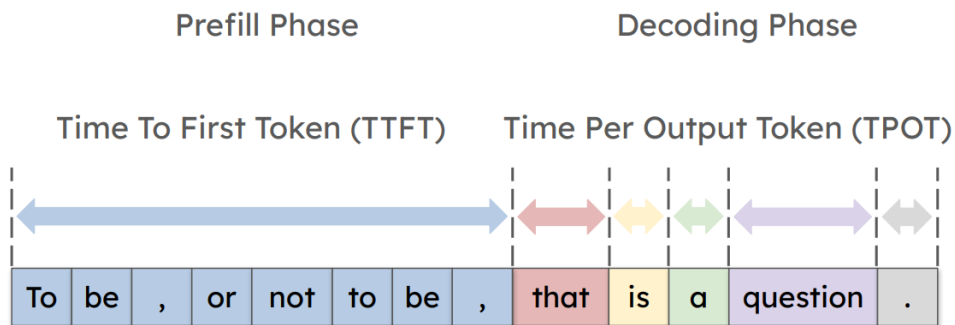 Prefill Phase Decoding Phase
Time To First Token (TTFT) Time Per Output Token (TPOT)
To be , or not to be , that is a question .